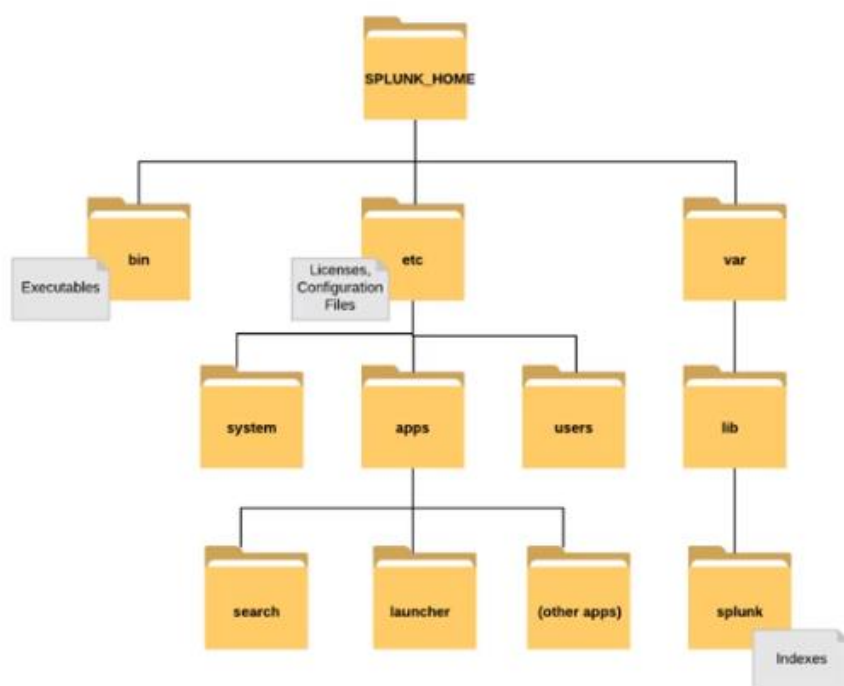 SPLUNK_HOME
bin
etc
var
Executables
Licenses,
Configuration
Files
system
apps
users
lib
search
launcher
(other apps)
splunk
Indexes